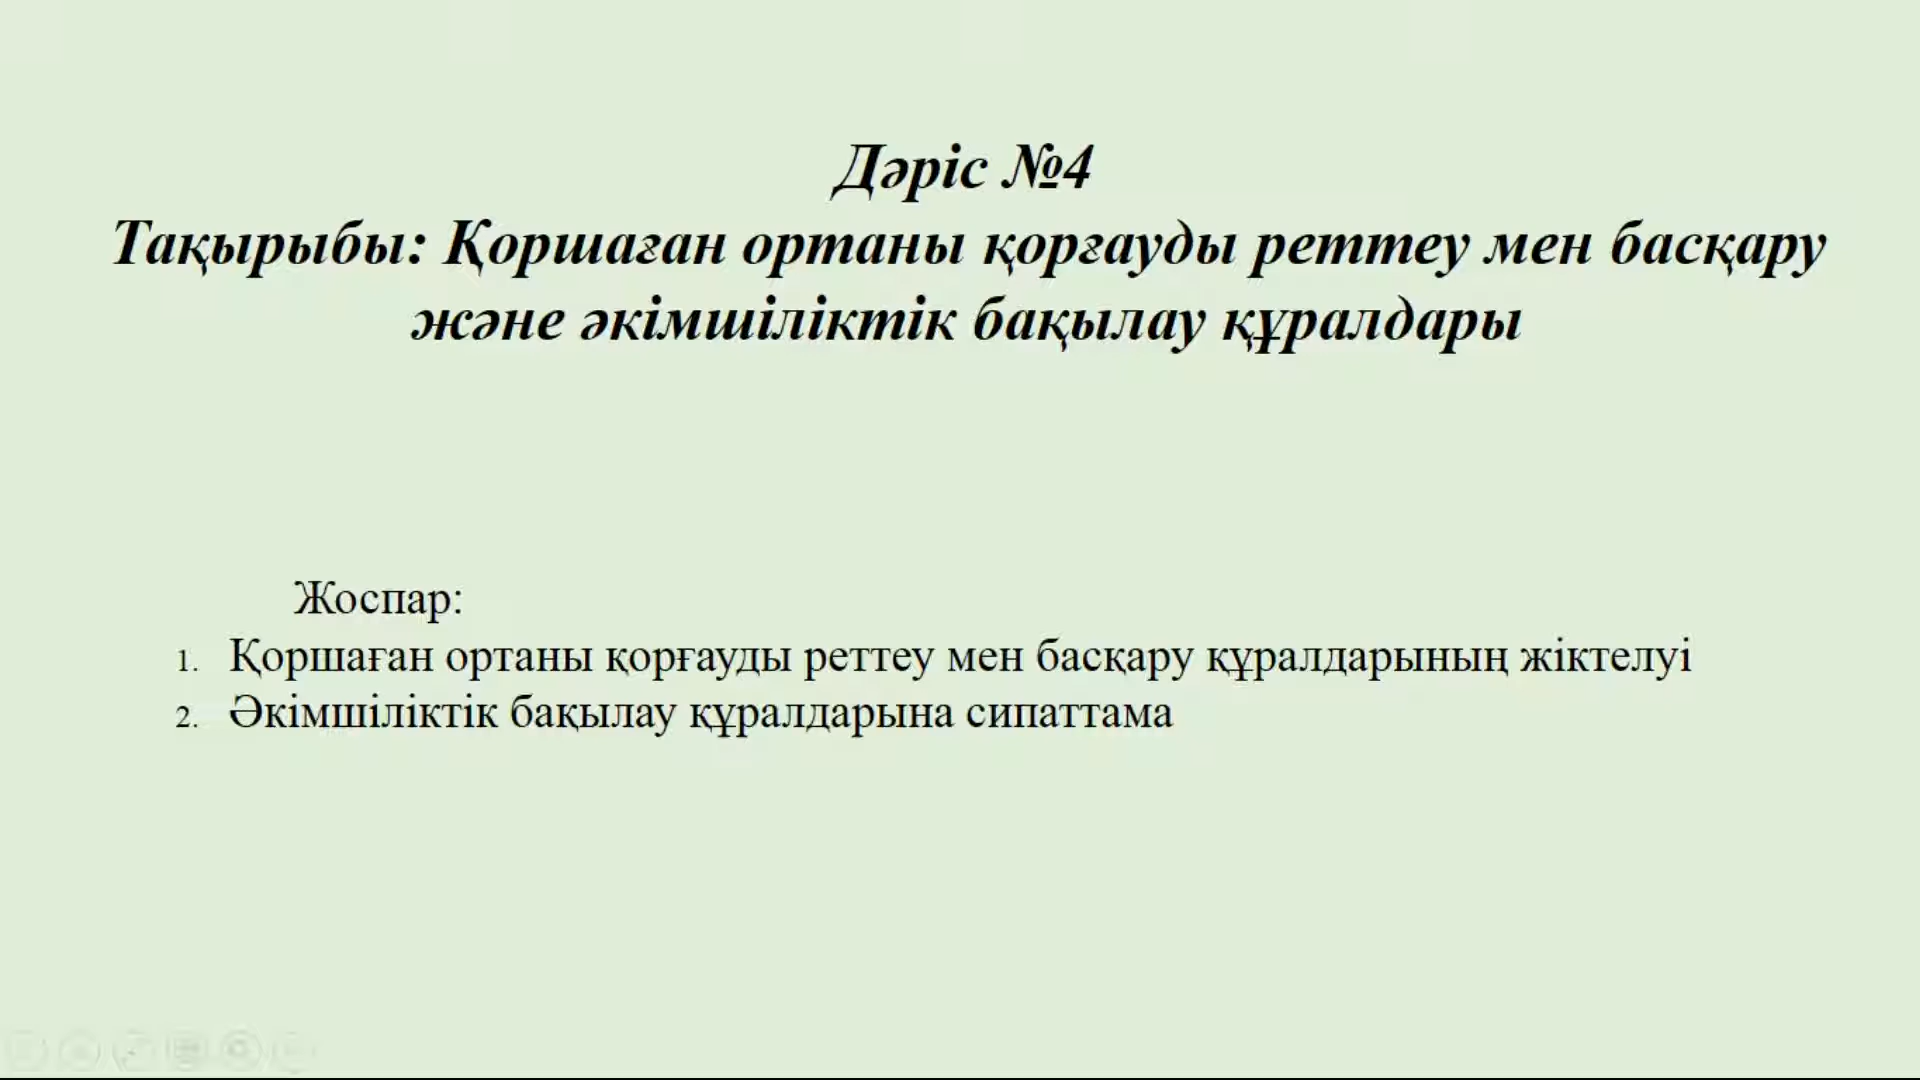 Дәріс №4
Тақырыбы: Қоршаған ортаны қорғауды реттеу мен басқару
және әкімшіліктік бақылау құралдары
Жоспар:
1. Қоршаған ортаны қорғауды реттеу мен басқару құралдарының жіктелуі
2. Әкімшіліктік бақылау құралдарына сипаттама